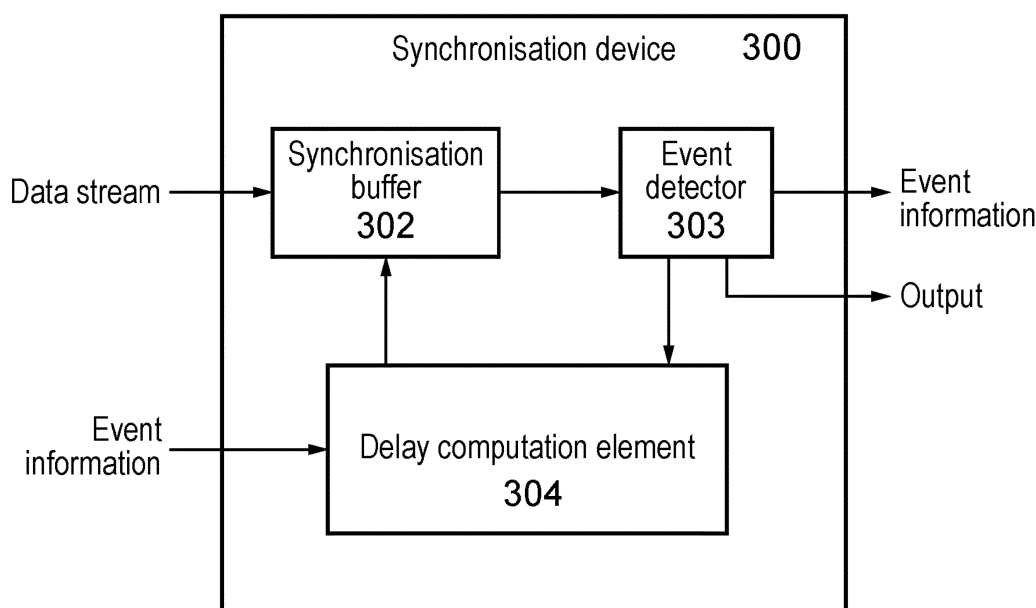 Synchronisation device 300
Synchronisation
buffer
302
Event
detector
303
Data stream
Event
information
Output
Event
information
Delay computation element
304